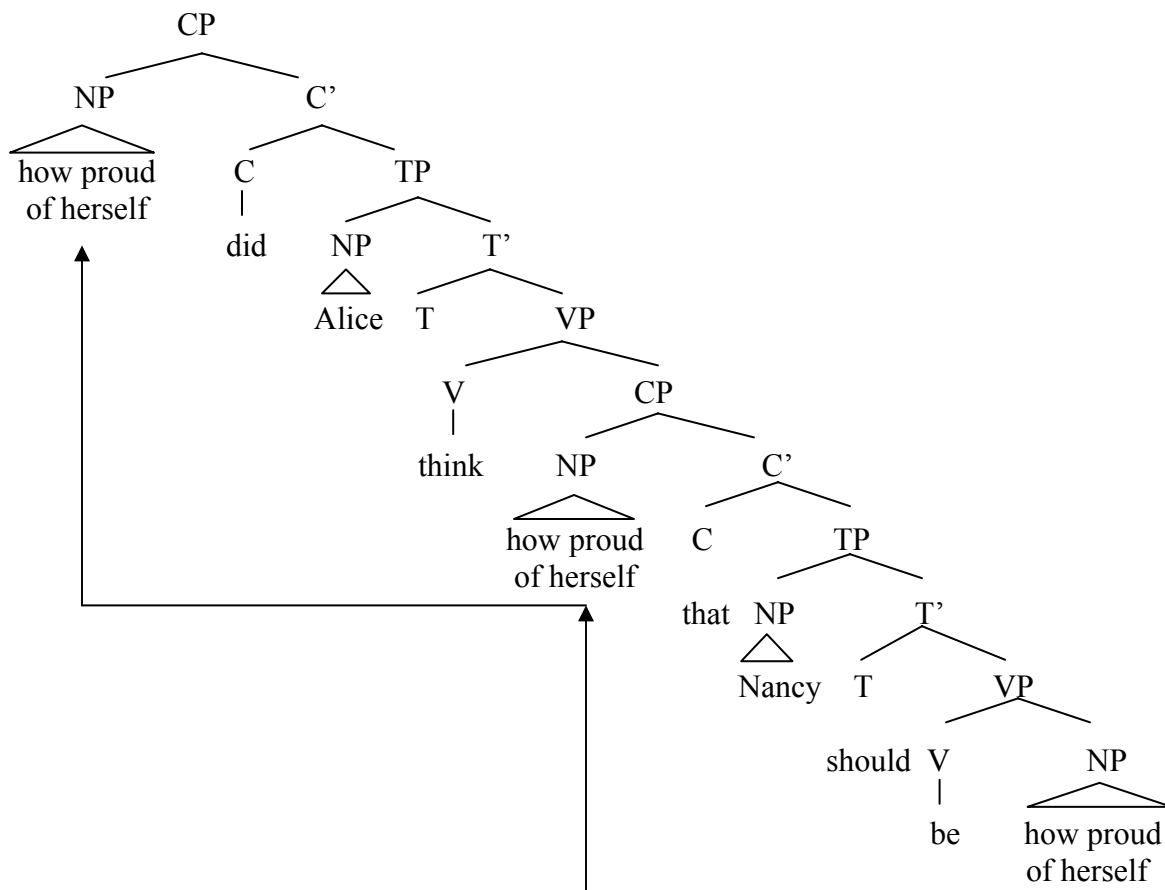 CP
NP C’
how proud C TP
of herself
did NP T’
Alice T VP
V CP
think NP C’
how proud C TP
of herself
that NP T’
Nancy T VP
should V NP
be how proud
of herself